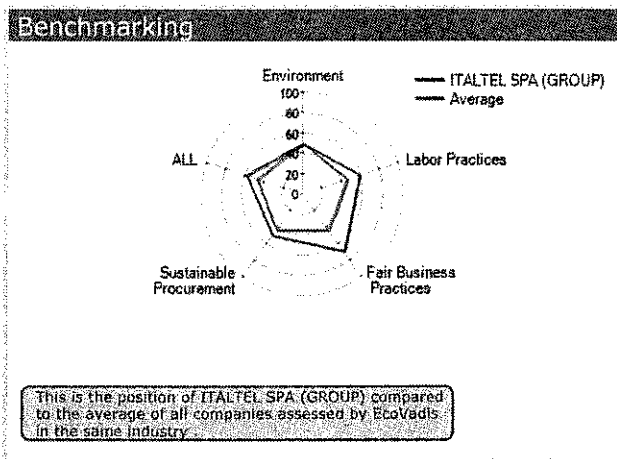 Benchmarking
Environment
ITALTEL SPA (GROUP)
Average
100
80
60
40
20
0
ALL
Labor Practices
Sustainable
Procurement
Fair Business
Practices
This is the position of ITALTEL SPA (GROUP) compared
to the average of all companies assessed by EcoVadis
in the same industry .